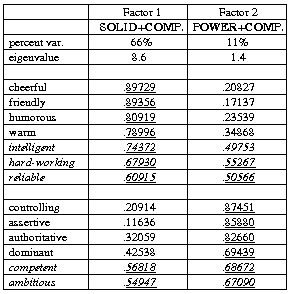 Factor 1 Factor 2
SOLID+COMP. POWER+COMP.
percent var. 66% 11%
eigenvalue 8.6 1.4
cheerful .89729 .20827
friendly .89356 .17137
humorous .80919 .23539
warm .78996 .34868
intelligent .74372 .49753
hard-working .67930 .55267
reliable .60915 .50566
controlling .20914 .87451
assertive .11636 .85880
authoritative .32059 .82660
dominant .42538 .69439
competent .56818 .68672
ambitious .54947 .67090